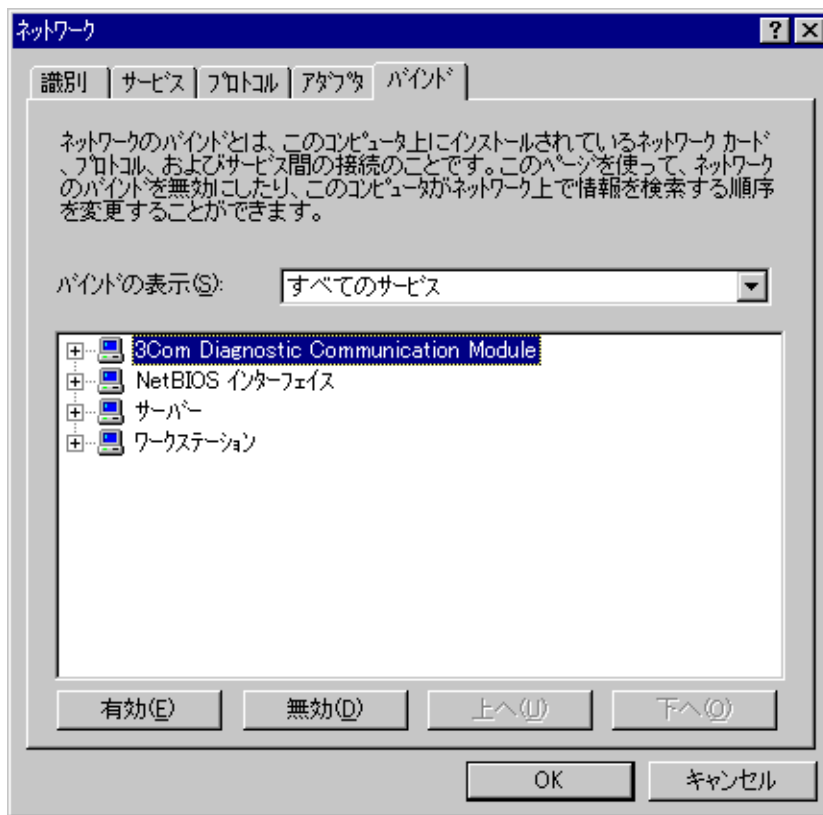 ネットワーク
識別 サービス プロトコル アダプタ バインド
ネットワークのバインドとは、このコンピュータ上にインストールされているネットワーク カード
、プロトコル、およびサービス間の接続のことです。このページを使って、ネットワーク
のバインドを無効にしたり、このコンピュータがネットワーク上で情報を検索する順序
を変更することができます。
バインドの表示(S): すべてのサービス
3Com Diagnostic Communication Module
NetBIOS インターフェイス
サーバー
ワークステーション
有効(E) 無効(D) 上へ(U) 下へ(O)
OK キャンセル